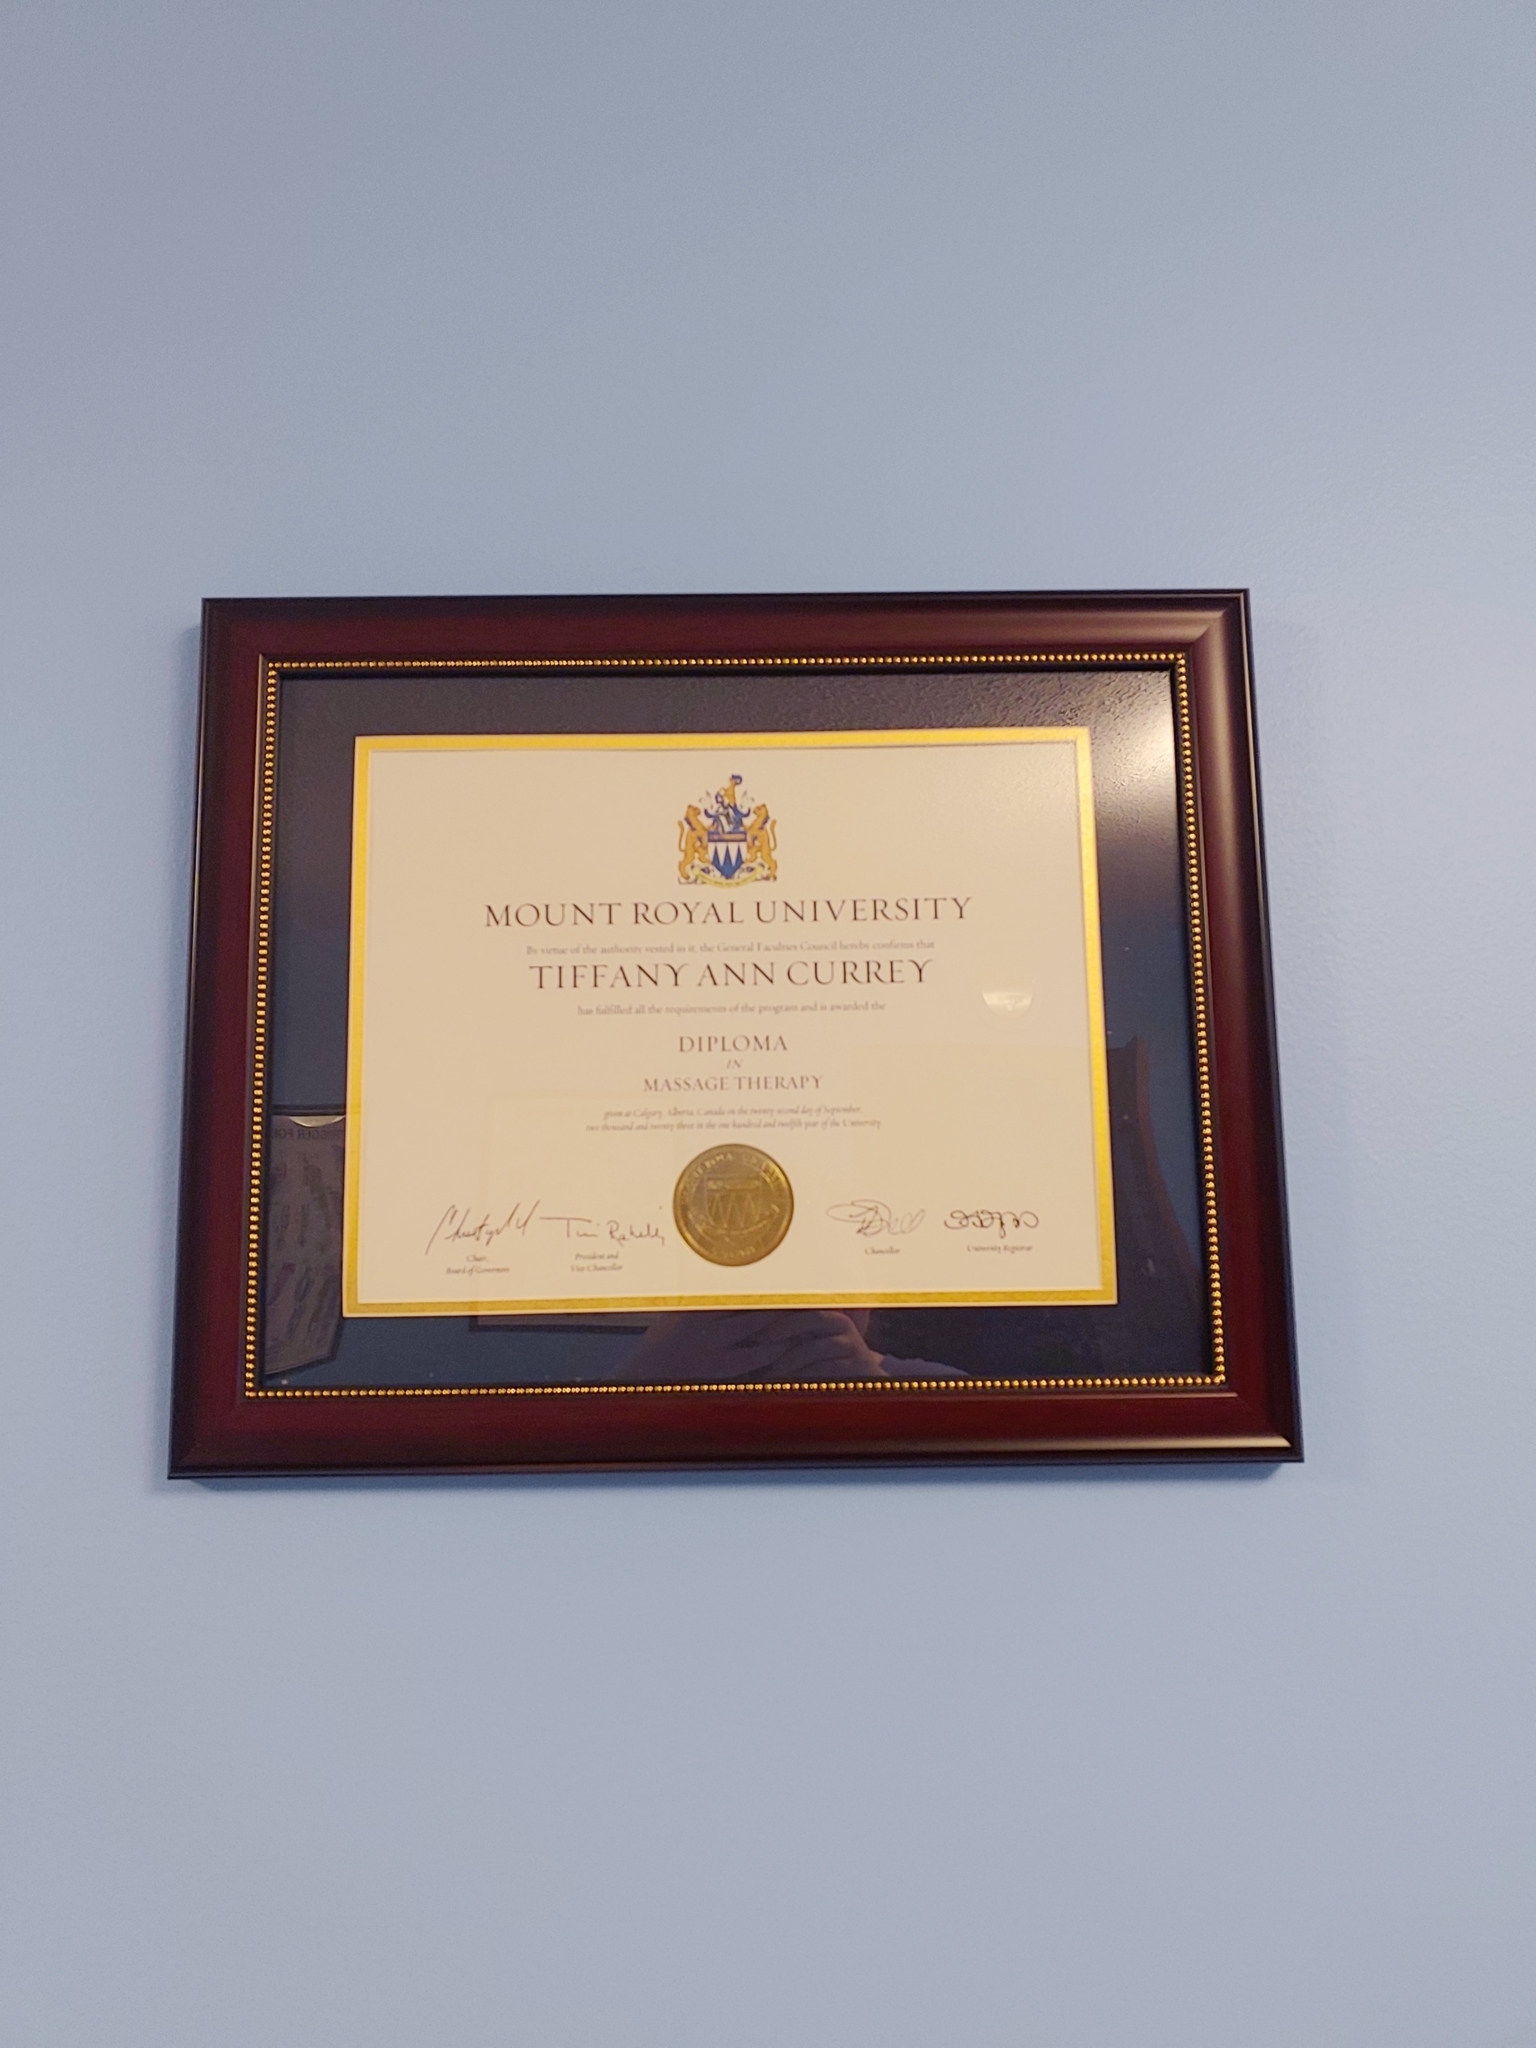 MOUNT ROYAL UNIVERSITY
By virtue of the authority vested in it, the General Faculties Council hereby confirms that
TIFFANY ANN CURREY
has fulfilled all the requirements of the program and is awarded the
DIPLOMA
IN
MASSAGE THERAPY
given at Calgary, Alberta, Canada on the twenty second day of September,
two thousand and twenty-three in the one hundred and twelfth year of the University.
Chair, Board of Governors
President and Vice-Chancellor
Chancellor
University Registrar